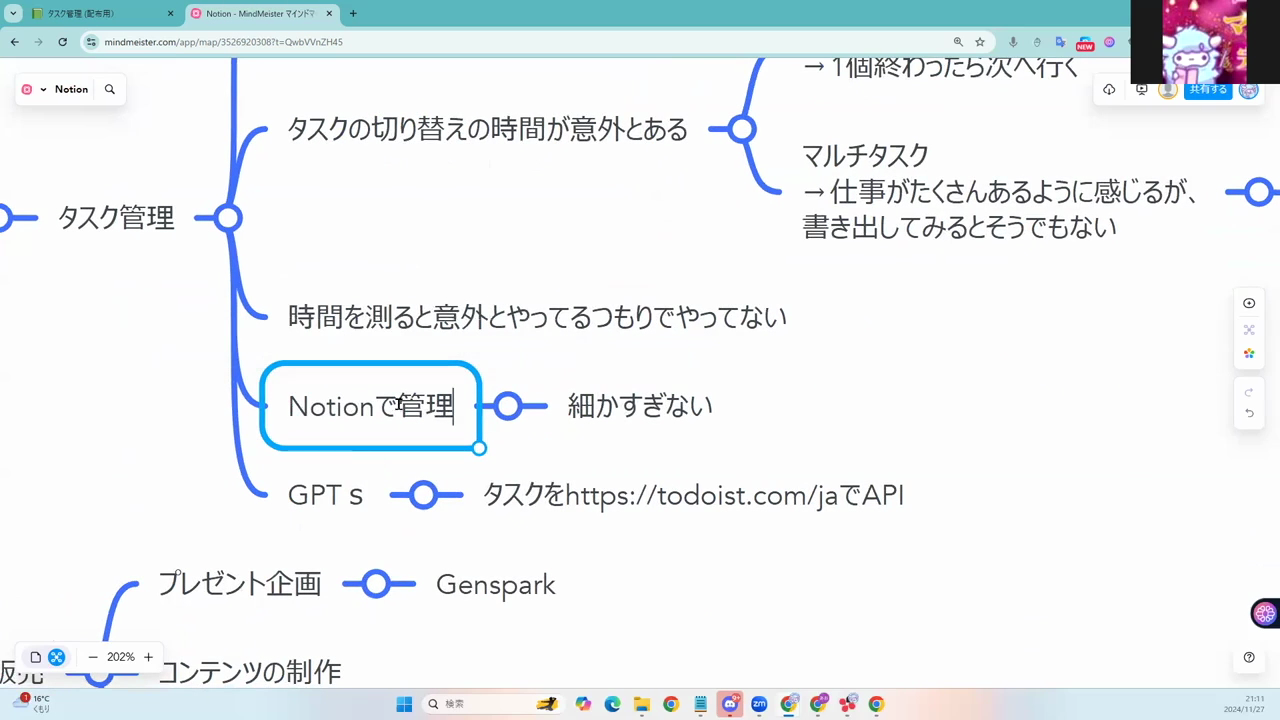 タスク管理 (配布用)
Notion - MindMeister マインドマ
mindmeister.com/app/map/3526920308?t=QwbVVnZH45
NEW
Notion
共有する
→ 1個終わったら次へ行く
タスクの切り替えの時間が意外とある
マルチタスク
→ 仕事がたくさんあるように感じるが、
書き出してみるとそうでもない
タスク管理
時間を測ると意外とやってるつもりでやってない
Notionで管理
細かすぎない
GPTｓ
タスクをhttps://todoist.com/jaでAPI
プレゼント企画
Genspark
202%
販売
コンテンツの制作
16°C
くもり
検索
21:11
2024/11/27